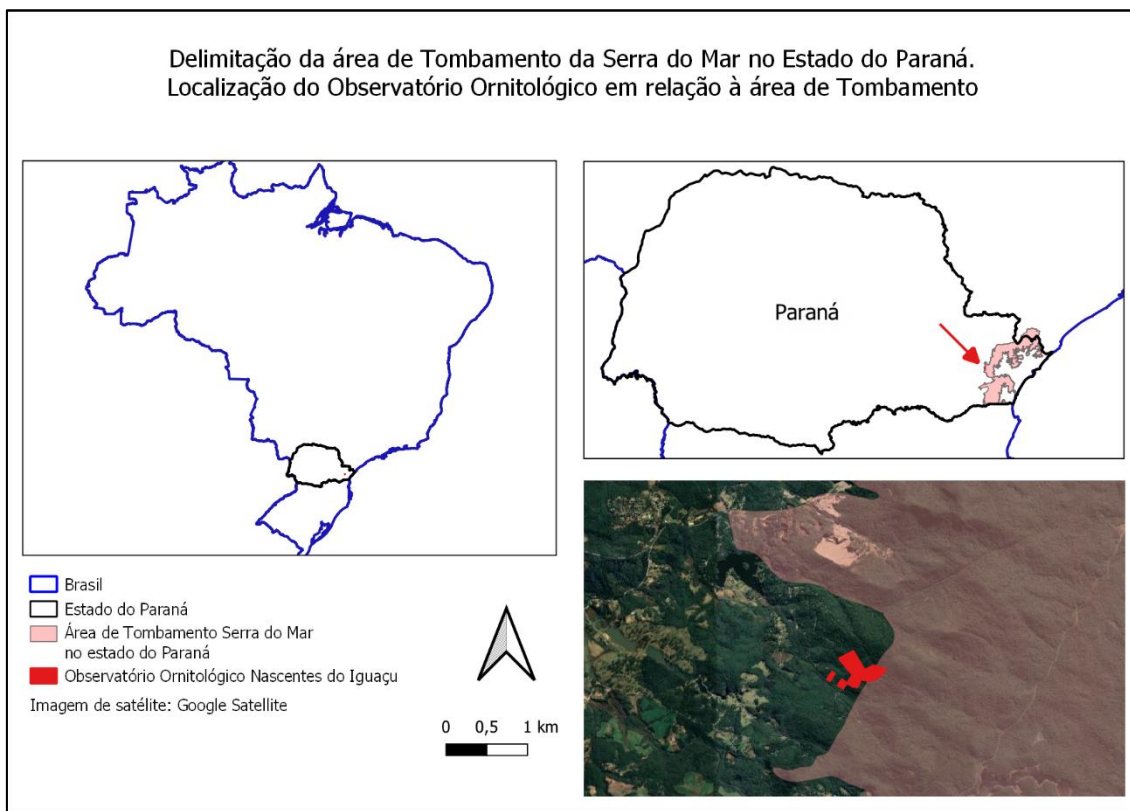 Delimitação da área de Tombamento da Serra do Mar no Estado do Paraná.
Localização do Observatório Ornitológico em relação à área de Tombamento
Paraná
Brasil
Estado do Paraná
Área de Tombamento Serra do Mar
no estado do Paraná
Observatório Ornitológico Nascentes do Iguaçu
Imagem de satélite: Google Satellite
0 0,5 1 km